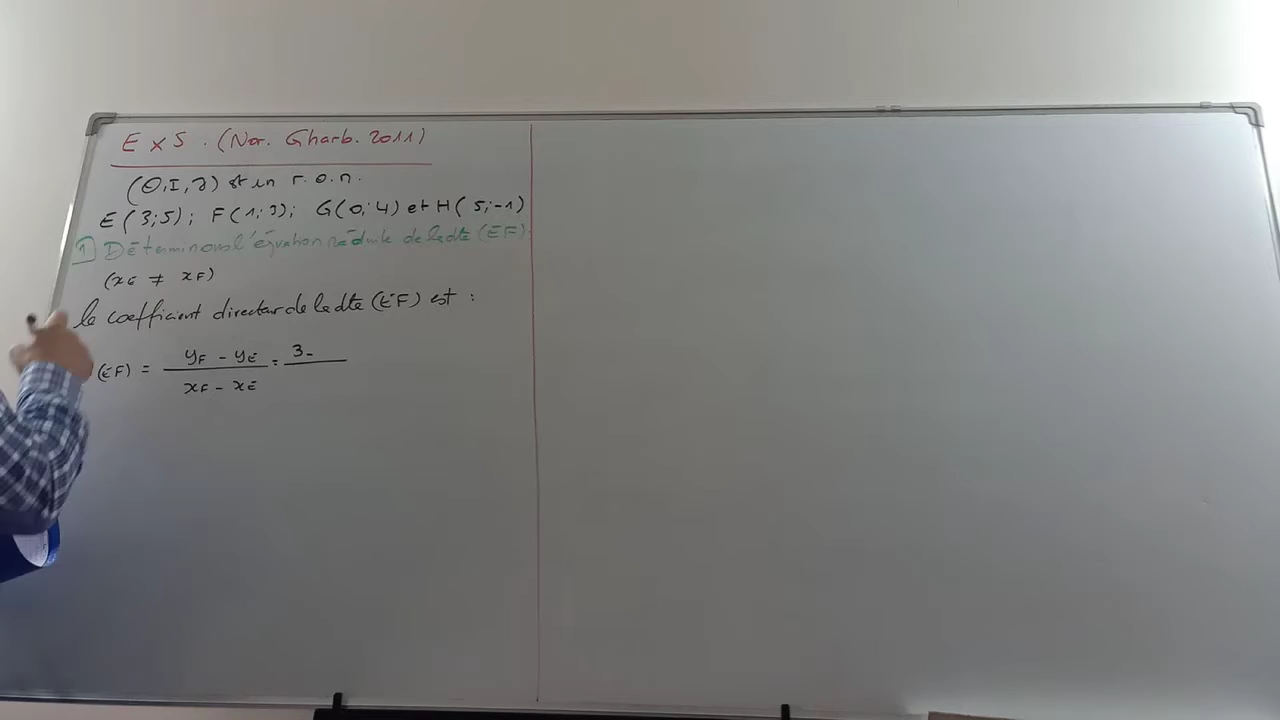 Ex 5 . (Nor. Gharb. 2011)
(O,I,J) est un r.o.n.
E(3;5); F(1;3); G(0;4) et H(5;-1)
1 Déterminons l'équation réduite de la dte (EF).
(xE ≠ xF)
le coefficient directeur de la dte (EF) est :
(EF) = yF - yE / xF - xE = 3-